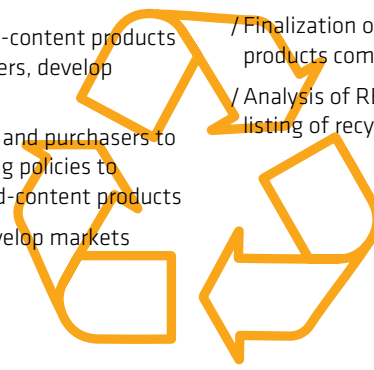 -content products
ers, develop
and purchasers to
g policies to
d-content products
velop markets
/ Finalization o
products com
/ Analysis of R
listing of recy